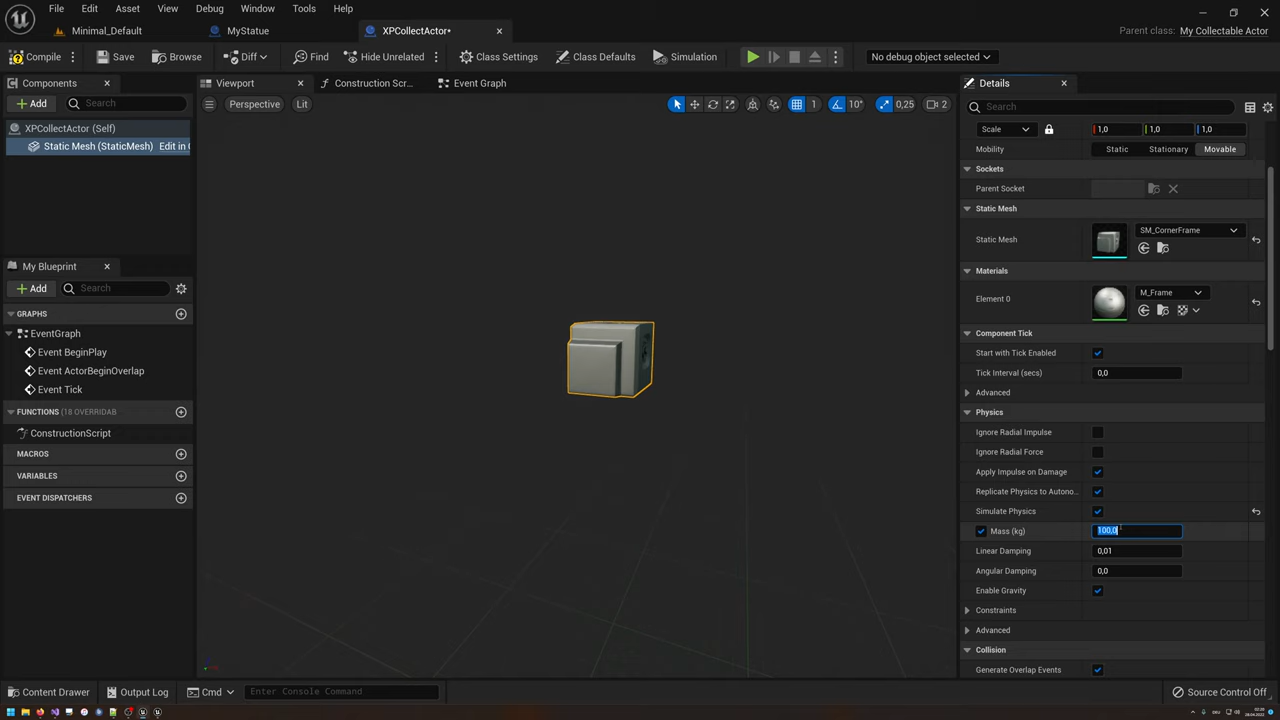 File Edit Asset View Debug Window Tools Help
Minimal_Default MyStatue XPCollectActor• Parent class: My Collectable Actor
Compile Save Browse Diff Find Hide Unrelated Class Settings Class Defaults Simulation No debug object selected
Components
Add Search
XPCollectActor (Self)
Static Mesh (StaticMesh) Edit in C
My Blueprint
Add Search
GRAPHS
EventGraph
Event BeginPlay
Event ActorBeginOverlap
Event Tick
FUNCTIONS (18 OVERRIDAB
ConstructionScript
MACROS
VARIABLES
EVENT DISPATCHERS
Viewport Construction Scr... Event Graph
Perspective Lit 1 10° 0,25 2
Details
Search
Scale 1,0 1,0 1,0
Mobility Static Stationary Movable
Sockets
Parent Socket
Static Mesh
Static Mesh SM_CornerFrame
Materials
Element 0 M_Frame
Component Tick
Start with Tick Enabled
Tick Interval (secs) 0,0
Advanced
Physics
Ignore Radial Impulse
Ignore Radial Force
Apply Impulse on Damage
Replicate Physics to Autono...
Simulate Physics
Mass (kg) 100,0
Linear Damping 0,01
Angular Damping 0,0
Enable Gravity
Constraints
Advanced
Collision
Generate Overlap Events
Content Drawer Output Log Cmd Enter Console Command Source Control Off
DEU